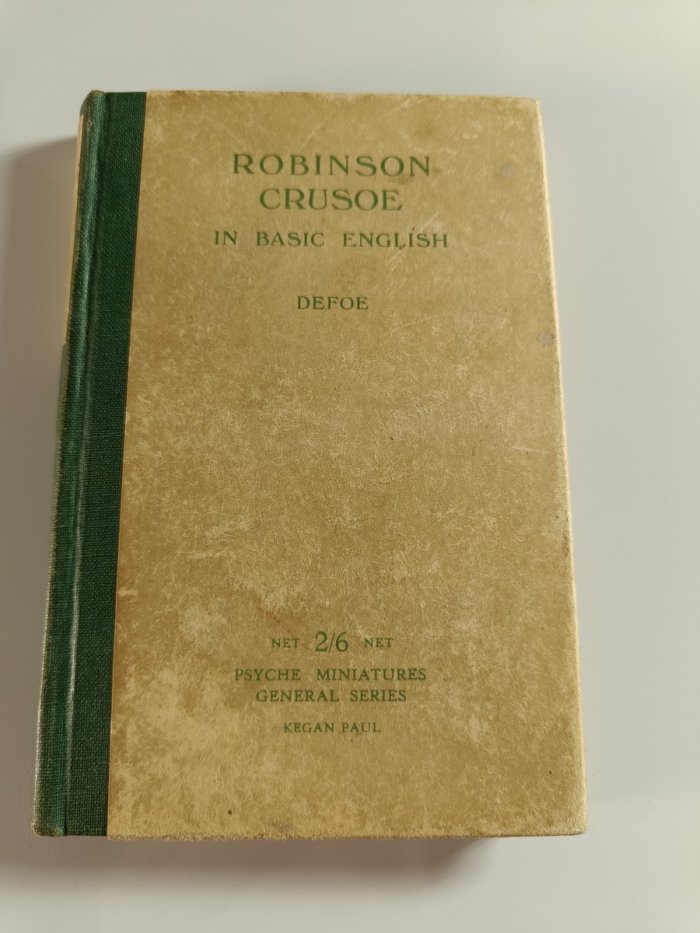 ROBINSON
CRUSOE
IN BASIC ENGLISH
DEFOE
NET 2/6 NET
PSYCHE MINIATURES
GENERAL SERIES
KEGAN PAUL